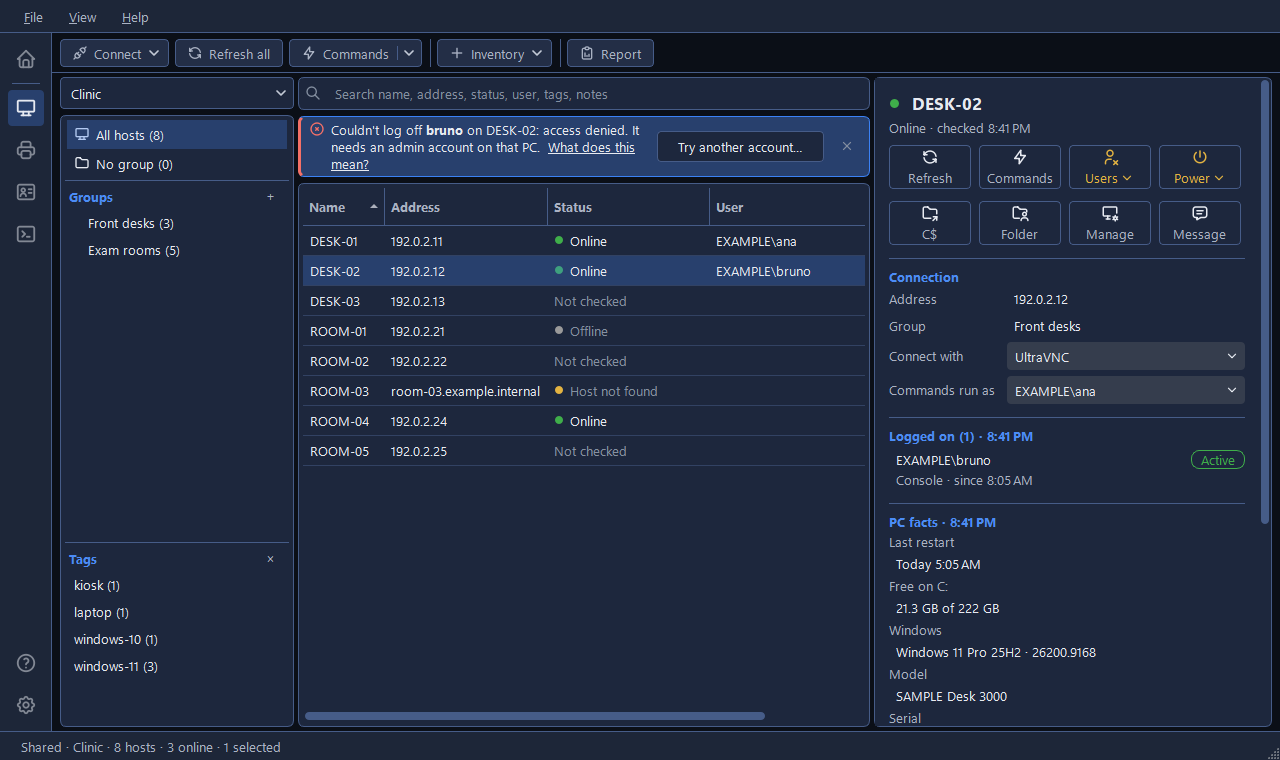 File View Help
Connect Refresh all Commands Inventory Report
Clinic
All hosts (8)
No group (0)
Groups +
Front desks (3)
Exam rooms (5)
Tags ×
kiosk (1)
laptop (1)
windows-10 (1)
windows-11 (3)
Search name, address, status, user, tags, notes
Couldn't log off bruno on DESK-02: access denied. It
needs an admin account on that PC. What does this
mean?
Try another account...
Name Address Status User
DESK-01 192.0.2.11 Online EXAMPLE\ana
DESK-02 192.0.2.12 Online EXAMPLE\bruno
DESK-03 192.0.2.13 Not checked
ROOM-01 192.0.2.21 Offline
ROOM-02 192.0.2.22 Not checked
ROOM-03 room-03.example.internal Host not found
ROOM-04 192.0.2.24 Online
ROOM-05 192.0.2.25 Not checked
DESK-02
Online · checked 8:41 PM
Refresh Commands Users Power
C$ Folder Manage Message
Connection
Address 192.0.2.12
Group Front desks
Connect with UltraVNC
Commands run as EXAMPLE\ana
Logged on (1) · 8:41 PM
EXAMPLE\bruno Active
Console · since 8:05 AM
PC facts · 8:41 PM
Last restart
Today 5:05 AM
Free on C:
21.3 GB of 222 GB
Windows
Windows 11 Pro 25H2 · 26200.9168
Model
SAMPLE Desk 3000
Serial
Shared · Clinic · 8 hosts · 3 online · 1 selected